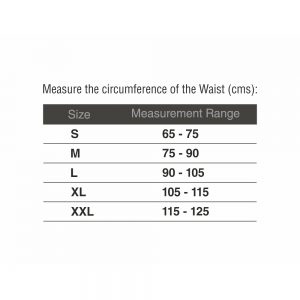 Measure the circumference of the Waist (cms):
Size Measurement Range
S 65 - 75
M 75 - 90
L 90 - 105
XL 105 - 115
XXL 115 - 125